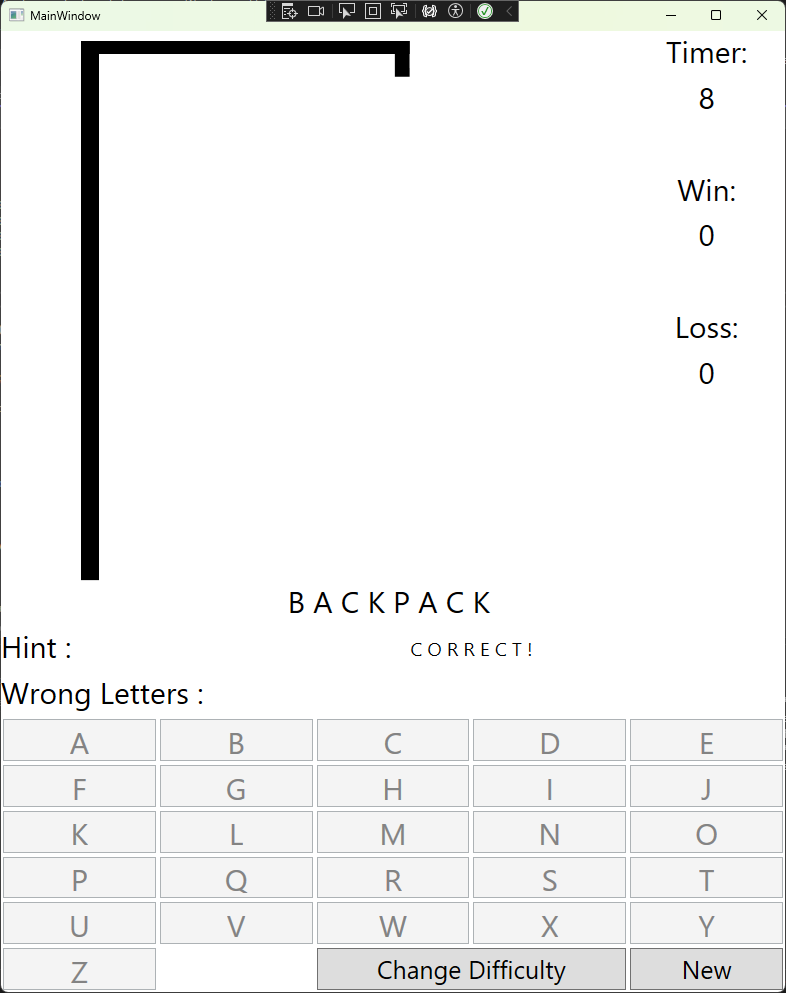 MainWindow
Timer:
8
Win:
0
Loss:
0
B A C K P A C K
Hint :
C O R R E C T !
Wrong Letters :
A B C D E
F G H I J
K L M N O
P Q R S T
U V W X Y
Z Change Difficulty New